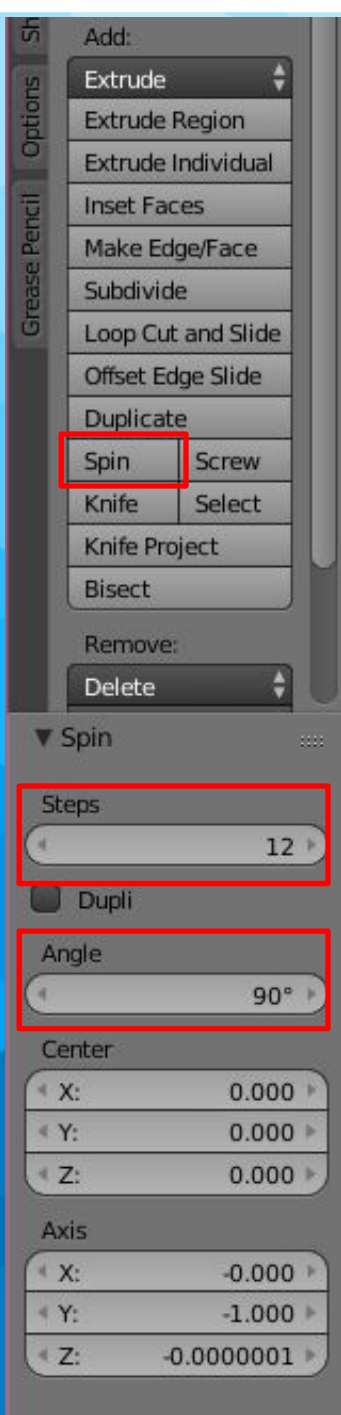 Sh
Options
Grease Pencil
Add:
Extrude
Extrude Region
Extrude Individual
Inset Faces
Make Edge/Face
Subdivide
Loop Cut and Slide
Offset Edge Slide
Duplicate
Spin Screw
Knife Select
Knife Project
Bisect
Remove:
Delete
Spin
Steps
12
Dupli
Angle
90°
Center
X: 0.000
Y: 0.000
Z: 0.000
Axis
X: -0.000
Y: -1.000
Z: -0.0000001